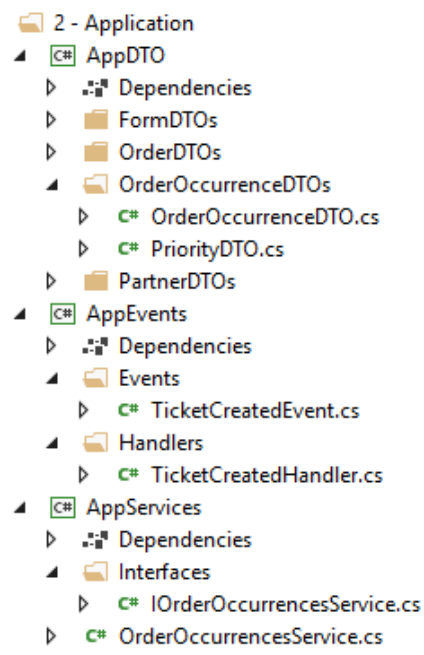 2 - Application
C# AppDTO
Dependencies
FormDTOs
OrderDTOs
OrderOccurrenceDTOs
C# OrderOccurrenceDTO.cs
C# PriorityDTO.cs
PartnerDTOs
C# AppEvents
Dependencies
Events
C# TicketCreatedEvent.cs
Handlers
C# TicketCreatedHandler.cs
C# AppServices
Dependencies
Interfaces
C# IOrderOccurrencesService.cs
C# OrderOccurrencesService.cs